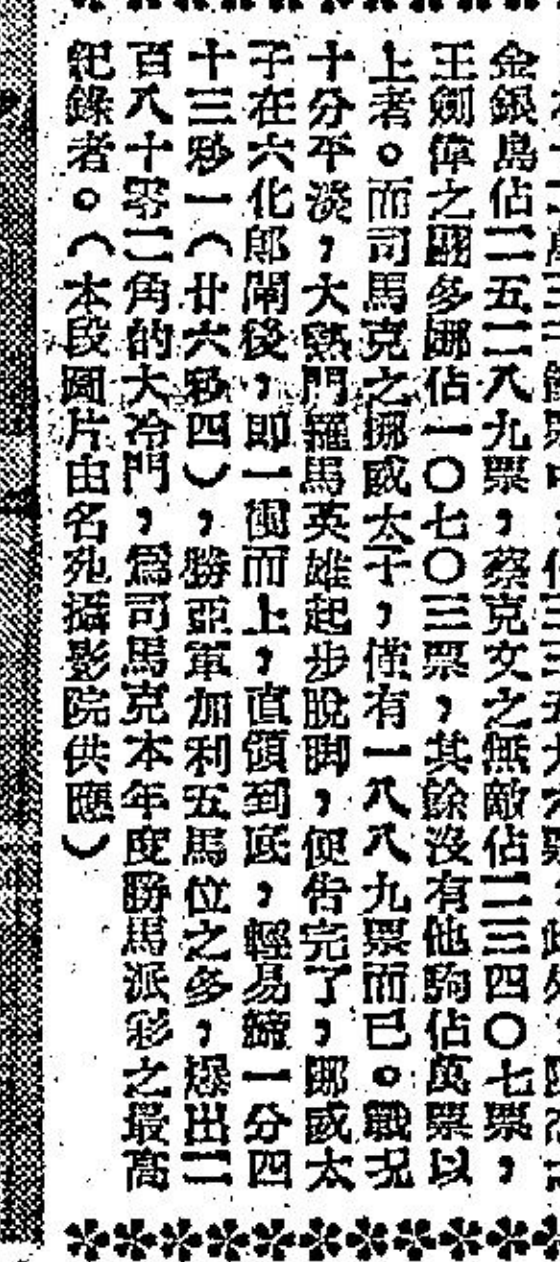 金銀島佔二五二八九票，蔡克文之無敵佔二三四〇七票，
王劍偉之關多娜佔一〇七〇三票，其餘沒有他駒佔萬票以
上者。而司馬克之挪威太子，僅有一八八九票而已。戰況
十分平淡，大熱門羅馬英雄起步脫脚，便告完了，挪威太
子在六化郎閘後，即一湧而上，直領到底，輕易締一分四
十三秒一（廿六秒四），勝亞軍加利五馬位之多，爆出二
百八十零二角的大冷門，爲司馬克本年度勝馬派彩之最高
紀錄者。（本段圖片由名苑攝影院供應）